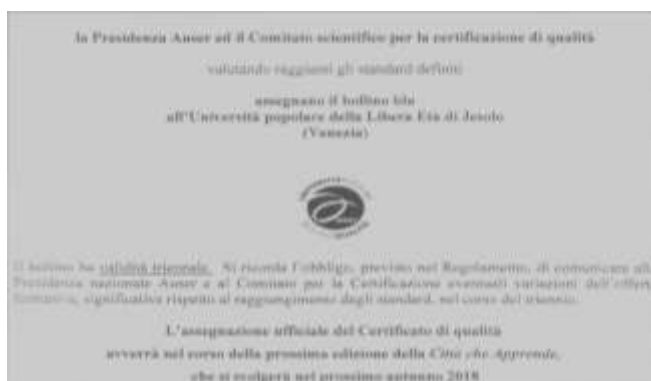 la Presidenza Auser ed il Comitato scientifico per la certificazione di qualità
valutando raggiunti gli standard definiti
assegnano il bollino blu
all'Università popolare della Libera Età di Jesolo
(Venezia)
Il bollino ha validità triennale. Si ricorda l'obbligo, previsto nel Regolamento, di comunicare alla
Presidenza nazionale Auser e al Comitato per la Certificazione eventuali variazioni dell'offerta
formativa, significative rispetto al raggiungimento degli standard, nel corso del triennio.
L'assegnazione ufficiale del Certificato di qualità
avverrà nel corso della prossima edizione della Città che Apprende,
che si svolgerà nel prossimo autunno 2018